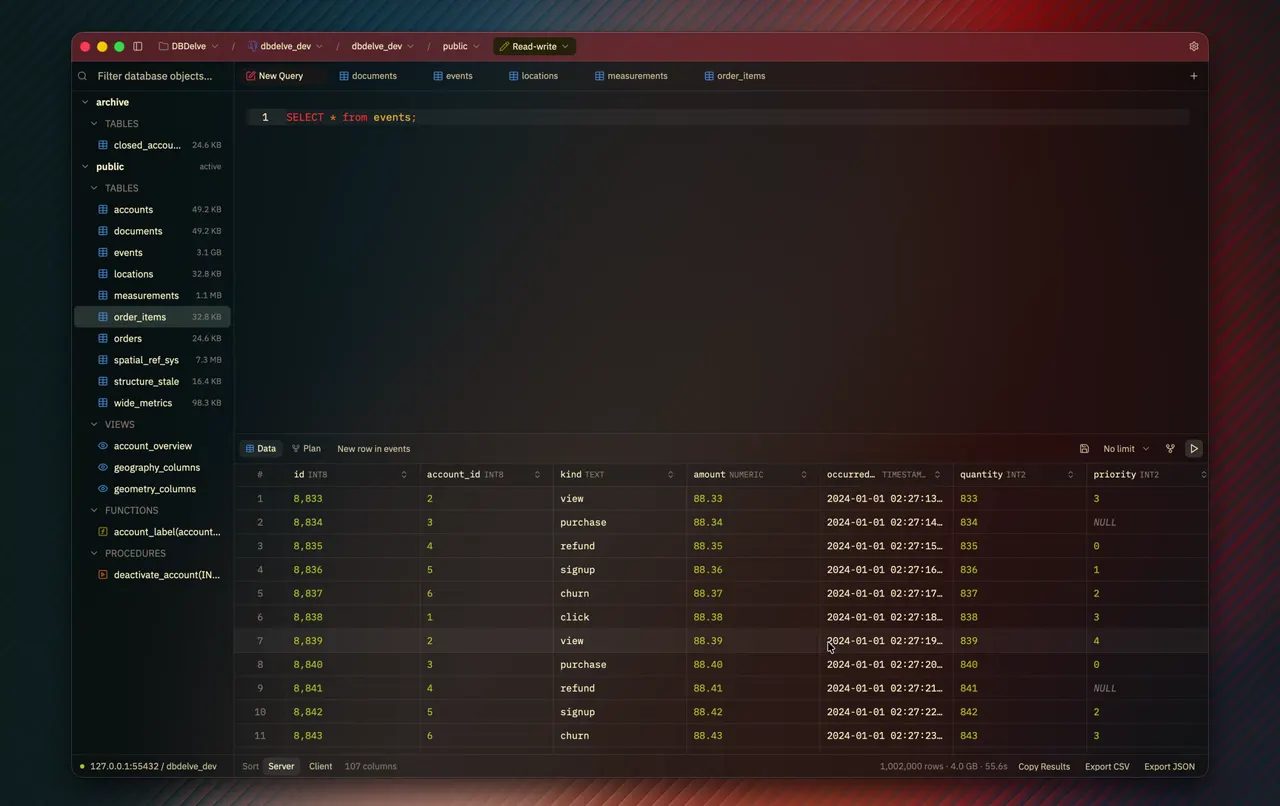 DBDelve / dbdelve_dev / dbdelve_dev / public Read-write
Filter database objects...
New Query documents events locations measurements order_items
archive
TABLES
closed_accou... 24.6 KB
public active
TABLES
accounts 49.2 KB
documents 49.2 KB
events 3.1 GB
locations 32.8 KB
measurements 1.1 MB
order_items 32.8 KB
orders 24.6 KB
spatial_ref_sys 7.3 MB
structure_stale 16.4 KB
wide_metrics 98.3 KB
VIEWS
account_overview
geography_columns
geometry_columns
FUNCTIONS
account_label(account...
PROCEDURES
deactivate_account(IN...
1 SELECT * from events;
Data Plan New row in events No limit
# id INT8 account_id INT8 kind TEXT amount NUMERIC occurred… TIMESTAM… quantity INT2 priority INT2
1 8,833 2 view 88.33 2024-01-01 02:27:13… 833 3
2 8,834 3 purchase 88.34 2024-01-01 02:27:14… 834 NULL
3 8,835 4 refund 88.35 2024-01-01 02:27:15… 835 0
4 8,836 5 signup 88.36 2024-01-01 02:27:16… 836 1
5 8,837 6 churn 88.37 2024-01-01 02:27:17… 837 2
6 8,838 1 click 88.38 2024-01-01 02:27:18… 838 3
7 8,839 2 view 88.39 2024-01-01 02:27:19… 839 4
8 8,840 3 purchase 88.40 2024-01-01 02:27:20… 840 0
9 8,841 4 refund 88.41 2024-01-01 02:27:21… 841 NULL
10 8,842 5 signup 88.42 2024-01-01 02:27:22… 842 2
11 8,843 6 churn 88.43 2024-01-01 02:27:23… 843 3
127.0.0.1:55432 / dbdelve_dev
Sort Server Client 107 columns
1,002,000 rows · 4.0 GB · 55.6s Copy Results Export CSV Export JSON